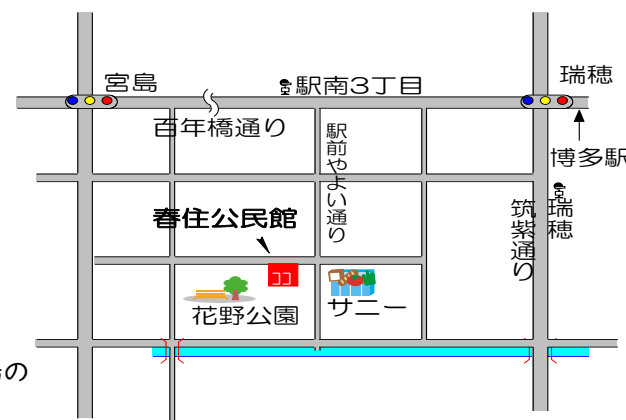 宮島
駅南3丁目
瑞穂
百年橋通り
駅前やよい通り
博多駅
春住公民館
筑紫通り
瑞穂
ココ
花野公園
サニー
の